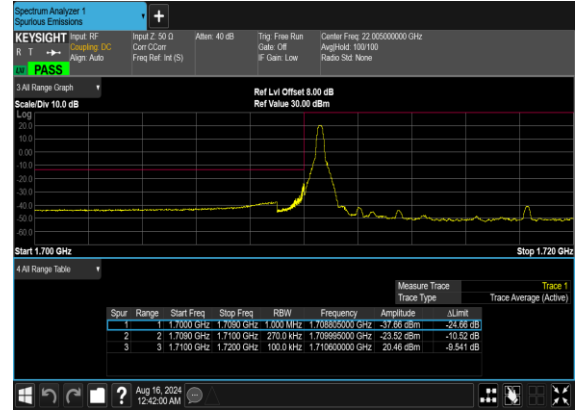 Spectrum Analyzer 1
Spurious Emissions
KEYSIGHT Input: RF Input Z: 50 Ω Atten: 40 dB Trig: Free Run Center Freq: 22.005000000 GHz
R T Coupling: DC Corr CCorr Gate: Off Avg|Hold: 100/100
Align: Auto Freq Ref: Int (S) IF Gain: Low Radio Std: None
PASS
3 All Range Graph
Ref Lvl Offset 8.00 dB
Scale/Div 10.0 dB Ref Value 30.00 dBm
Log
20.0
10.0
0.00
-10.0
-20.0
-30.0
-40.0
-50.0
-60.0
Start 1.700 GHz Stop 1.720 GHz
4 All Range Table
Measure Trace Trace 1
Trace Type Trace Average (Active)
Spur Range Start Freq Stop Freq RBW Frequency Amplitude ΔLimit
1 1 1.7000 GHz 1.7090 GHz 1.000 MHz 1.708805000 GHz -37.66 dBm -24.66 dB
2 2 1.7090 GHz 1.7100 GHz 270.0 kHz 1.709995000 GHz -23.52 dBm -10.52 dB
3 3 1.7100 GHz 1.7200 GHz 100.0 kHz 1.710600000 GHz 20.46 dBm -9.541 dB
Aug 16, 2024
12:42:00 AM